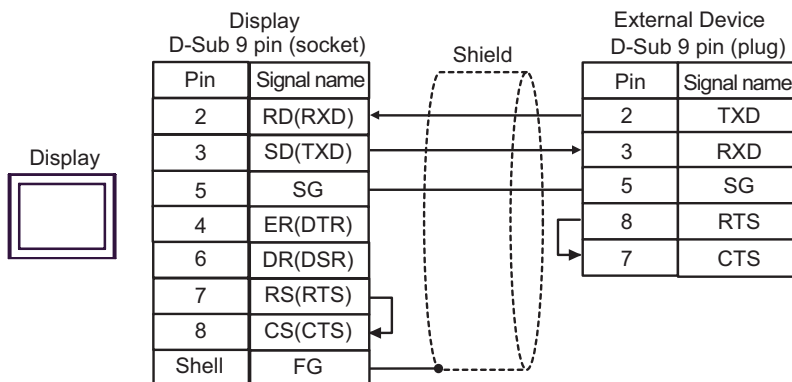 Display
D-Sub 9 pin (socket)
External Device
D-Sub 9 pin (plug)
Shield
Display
Pin Signal name
2 RD(RXD)
3 SD(TXD)
5 SG
4 ER(DTR)
6 DR(DSR)
7 RS(RTS)
8 CS(CTS)
Shell FG
Pin Signal name
2 TXD
3 RXD
5 SG
8 RTS
7 CTS